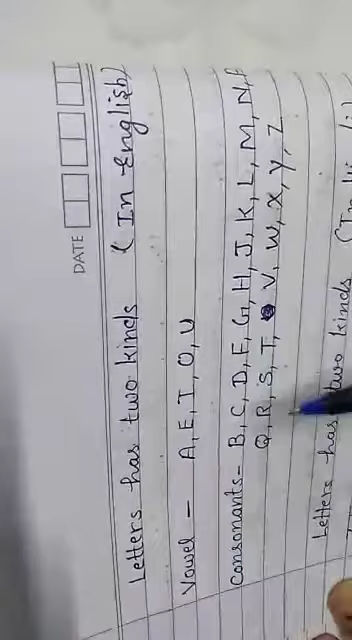 DATE
Letters has two kinds (In English)
Vowel – A, E, I, O, U
Consonants- B, C, D, F, G, H, J, K, L, M, N,
Q, R, S, T, V, W, X, Y, Z
Letters has two kinds